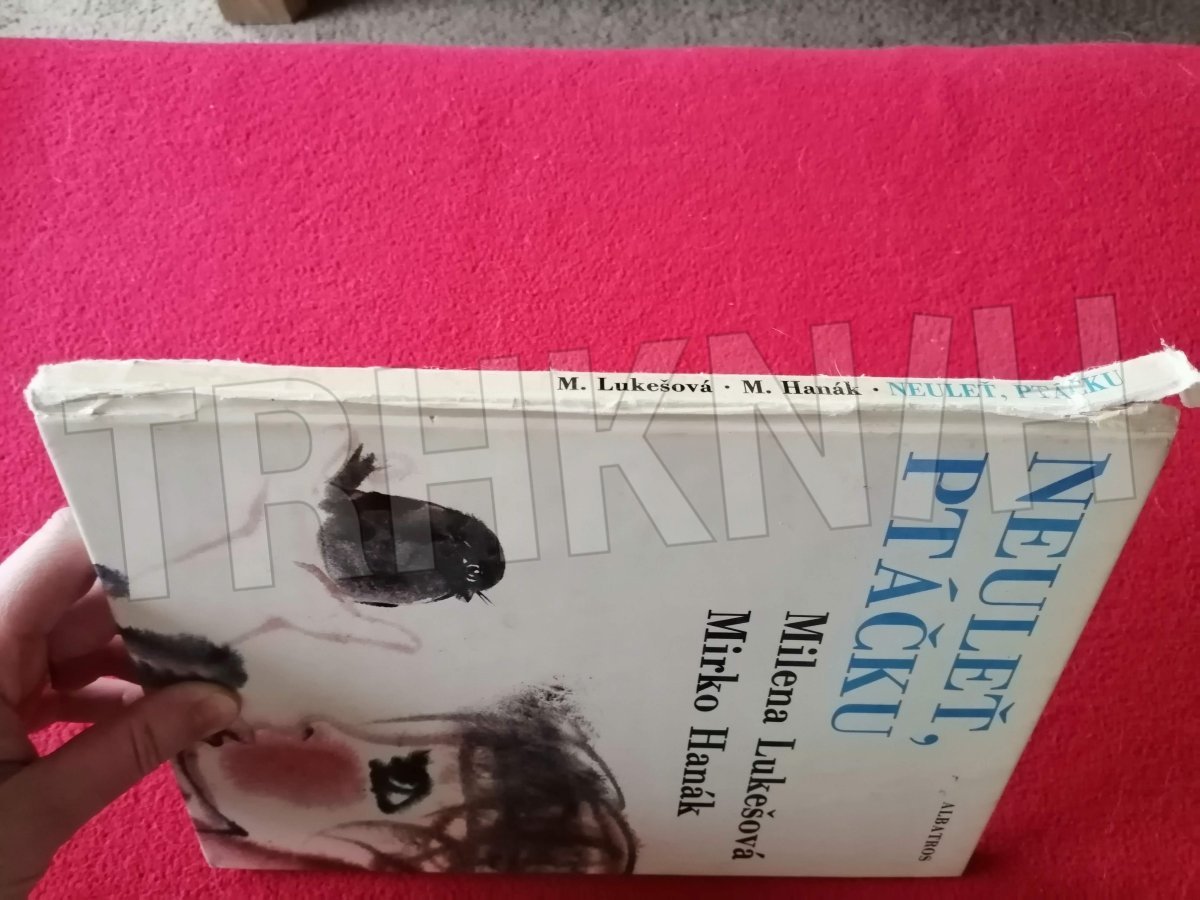 M. Lukešová · M. Hanák · NEULEŤ, PTÁČKU
NEULEŤ,
PTÁČKU
Milena Lukešová
Mirko Hanák
ALBATROS
TRHKNIH